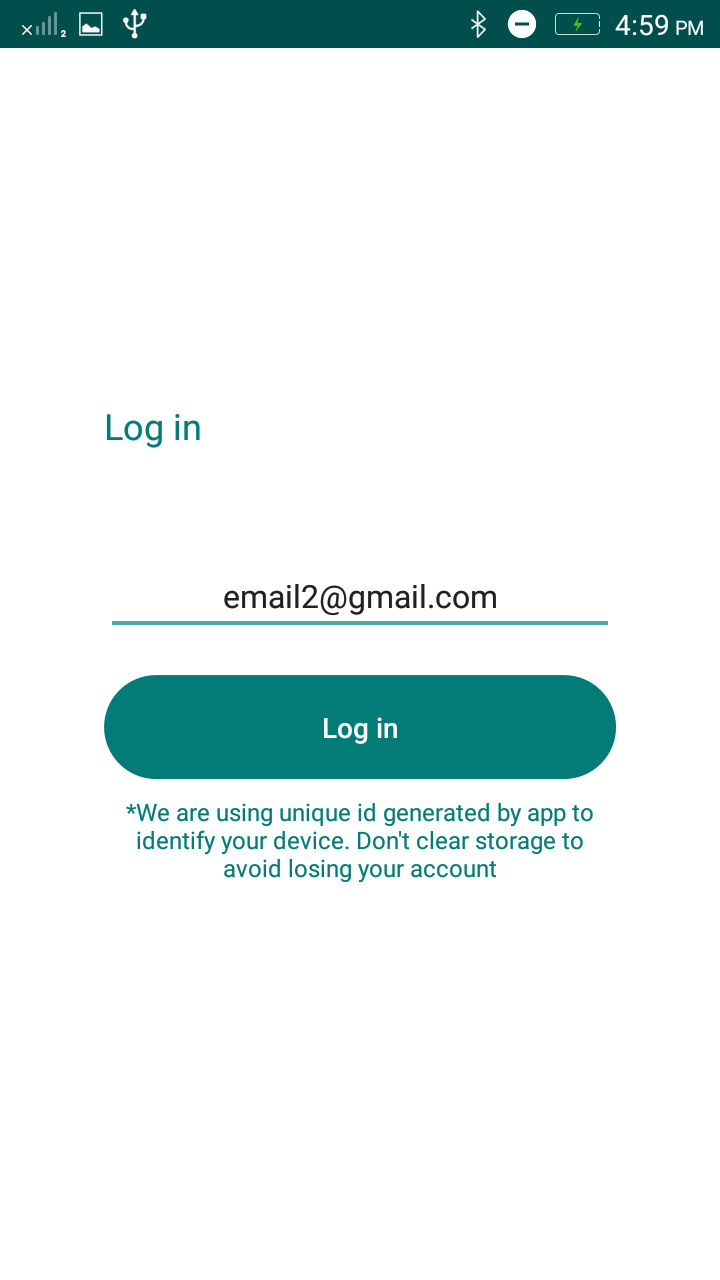 2
4:59 PM
Log in
email2@gmail.com
Log in
*We are using unique id generated by app to
identify your device. Don't clear storage to
avoid losing your account